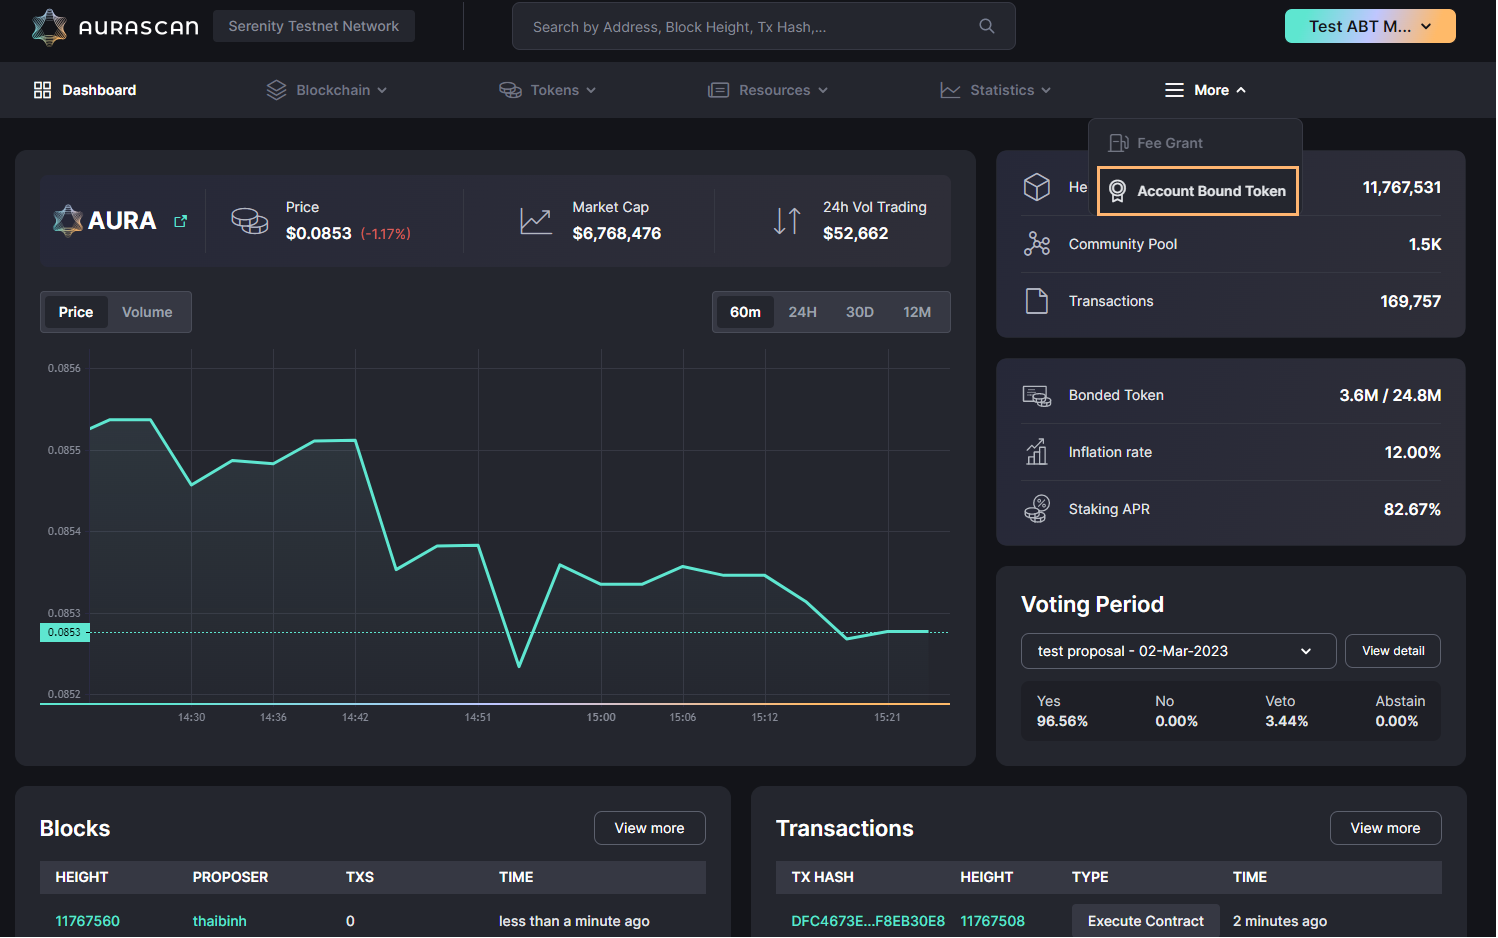 AURASCAN
Serenity Testnet Network
Search by Address, Block Height, Tx Hash,...
Test ABT M...
Dashboard
Blockchain
Tokens
Resources
Statistics
More
Fee Grant
Account Bound Token
AURA
Price
$0.0853 (-1.17%)
Market Cap
$6,768,476
24h Vol Trading
$52,662
He
11,767,531
Community Pool
1.5K
Transactions
169,757
Price
Volume
60m
24H
30D
12M
0.0856
0.0855
0.0854
0.0853
0.0853
0.0852
14:30
14:36
14:42
14:51
15:00
15:06
15:12
15:21
Bonded Token
3.6M / 24.8M
Inflation rate
12.00%
Staking APR
82.67%
Voting Period
test proposal - 02-Mar-2023
View detail
Yes
96.56%
No
0.00%
Veto
3.44%
Abstain
0.00%
Blocks
View more
HEIGHT PROPOSER TXS TIME
11767560 thaibinh 0 less than a minute ago
Transactions
View more
TX HASH HEIGHT TYPE TIME
DFC4673E...F8EB30E8 11767508 Execute Contract 2 minutes ago